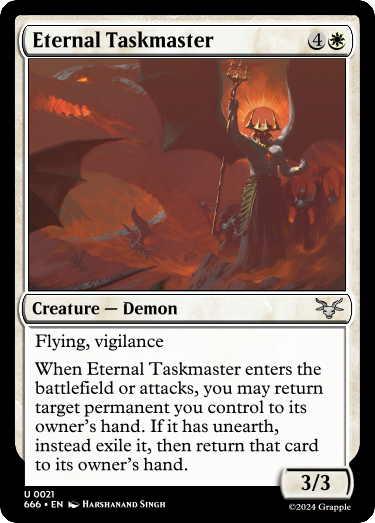 Eternal Taskmaster 4
Creature — Demon
Flying, vigilance
When Eternal Taskmaster enters the
battlefield or attacks, you may return
target permanent you control to its
owner's hand. If it has unearth,
instead exile it, then return that card
to its owner's hand.
3/3
U 0021
666 • EN Harshanand Singh
©2024 Grapple